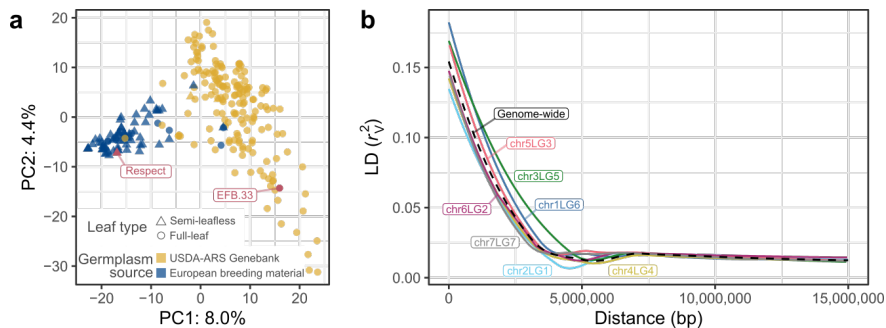 a
PC2: 4.4%
20
10
0
−10
−20
−30
Respect
EFB.33
Leaf type
Semi-leafless
Full-leaf
Germplasm source
USDA-ARS Genebank
European breeding material
−20
0
20
PC1: 8.0%
b
LD (r²V)
0.15
0.10
0.05
0.00
Genome-wide
chr5LG3
chr3LG5
chr6LG2
chr1LG6
chr7LG7
chr2LG1
chr4LG4
0
5,000,000
10,000,000
15,000,000
Distance (bp)